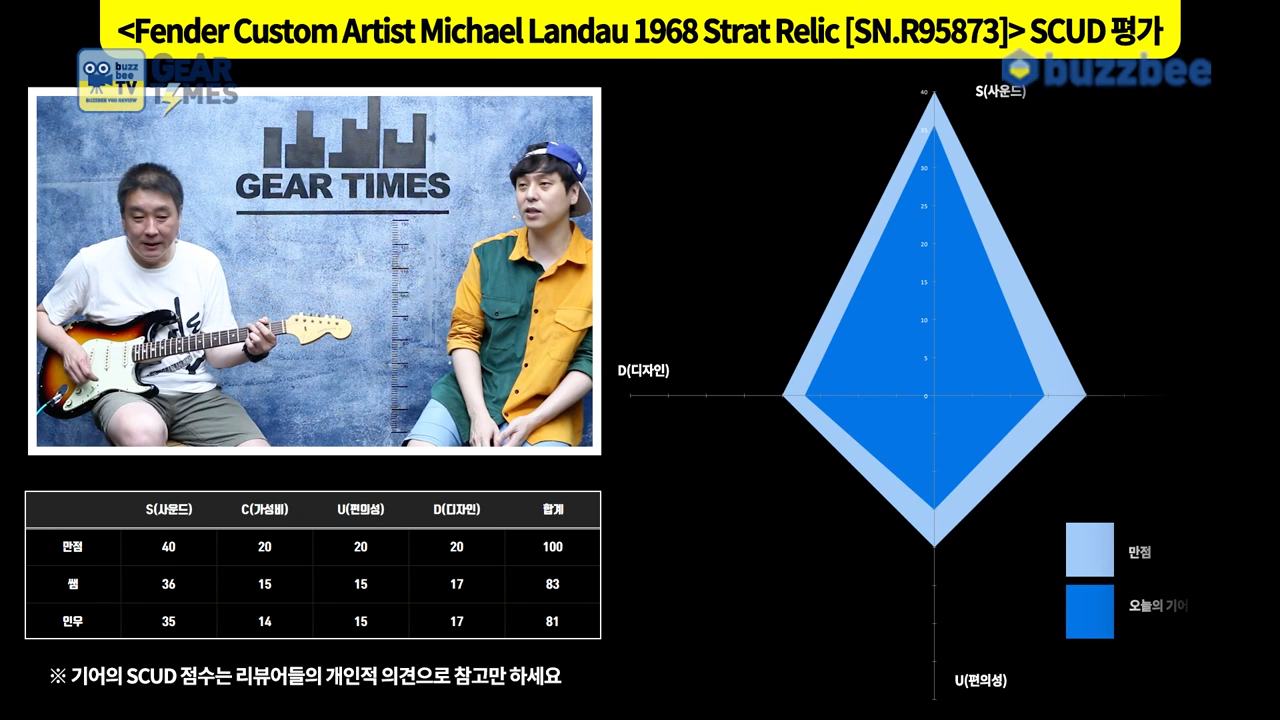 <Fender Custom Artist Michael Landau 1968 Strat Relic [SN.R95873]> SCUD 평가
buzz
bee
TV
BUZZBEE VOD REVIEW
GEAR
TIMES
buzzbee
GEAR TIMES
S(사운드)
40
35
30
25
20
15
10
5
0
D(디자인)
U(편의성)
만점
오늘의 기어
S(사운드) C(가성비) U(편의성) D(디자인) 합계
만점 40 20 20 20 100
쌤 36 15 15 17 83
민우 35 14 15 17 81
※ 기어의 SCUD 점수는 리뷰어들의 개인적 의견으로 참고만 하세요